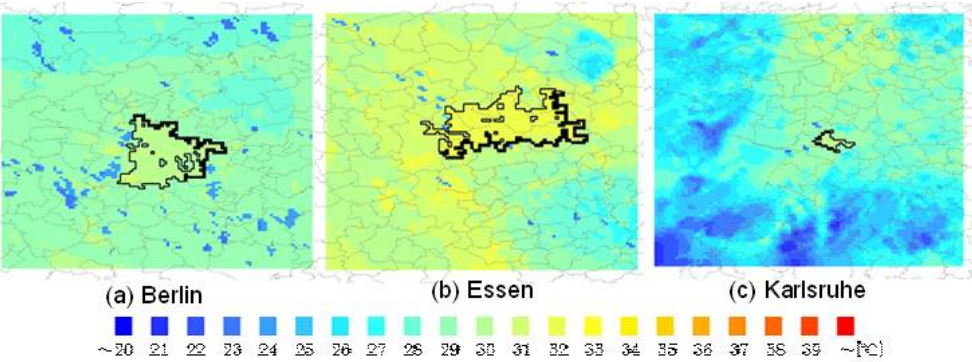 (a) Berlin
(b) Essen
(c) Karlsruhe
~20 21 22 23 24 25 26 27 28 29 30 31 32 33 34 35 36 37 38 39 ~[℃]